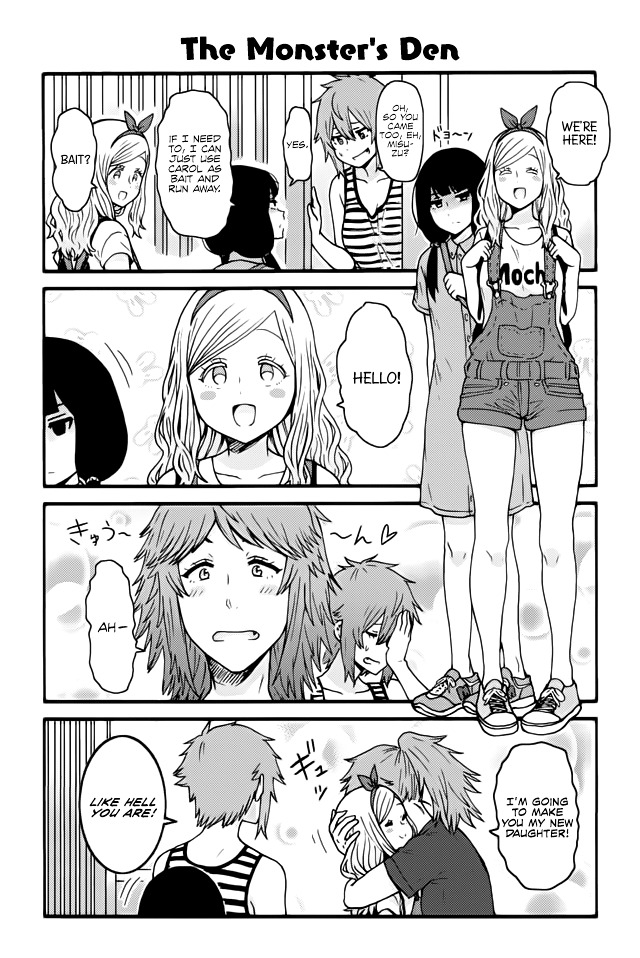 The Monster's Den
WE'RE
HERE!
ドヨ〜ン
OH,
SO YOU
CAME
TOO, EH,
MISU-
ZU?
YES.
IF I NEED
TO, I CAN
JUST USE
CAROL AS
BAIT AND
RUN AWAY.
BAIT?
Moch
HELLO!
きゅう〜
〜ん♡
AH-
I'M GOING
TO MAKE
YOU MY NEW
DAUGHTER!
ギュッ
LIKE HELL
YOU ARE!